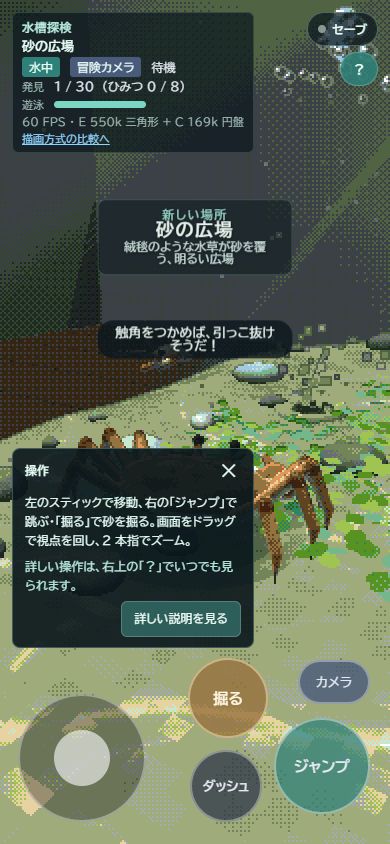 水槽探検
砂の広場
水中 冒険カメラ 待機
発見 1 / 30（ひみつ 0 / 8）
遊泳
60 FPS・E 550k 三角形 + C 169k 円盤
描画方式の比較へ
セーブ
?
新しい場所
砂の広場
絨毯のような水草が砂を覆
う、明るい広場
触角をつかめば、引っこ抜け
そうだ！
操作
左のスティックで移動、右の「ジャンプ」で
跳ぶ・「掘る」で砂を掘る。画面をドラッグ
で視点を回し、2 本指でズーム。
詳しい操作は、右上の「？」でいつでも見
られます。
詳しい説明を見る
カメラ
掘る
ジャンプ
ダッシュ